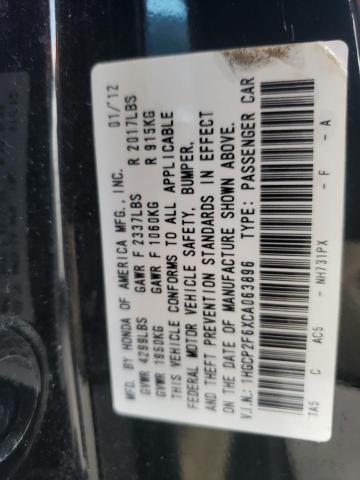 MFD. BY HONDA OF AMERICA MFG., INC. 01/'12
GVWR 4299LBS GAWR F 2337LBS R 2017LBS
GVWR 1950KG GAWR F 1060KG R 915KG
THIS VEHICLE CONFORMS TO ALL APPLICABLE
FEDERAL MOTOR VEHICLE SAFETY, BUMPER,
AND THEFT PREVENTION STANDARDS IN EFFECT
ON THE DATE OF MANUFACTURE SHOWN ABOVE.
V.I.N.: 1HGCP2F6XCA063896 TYPE: PASSENGER CAR
TA5 C AC5 - NH731PX - F - A